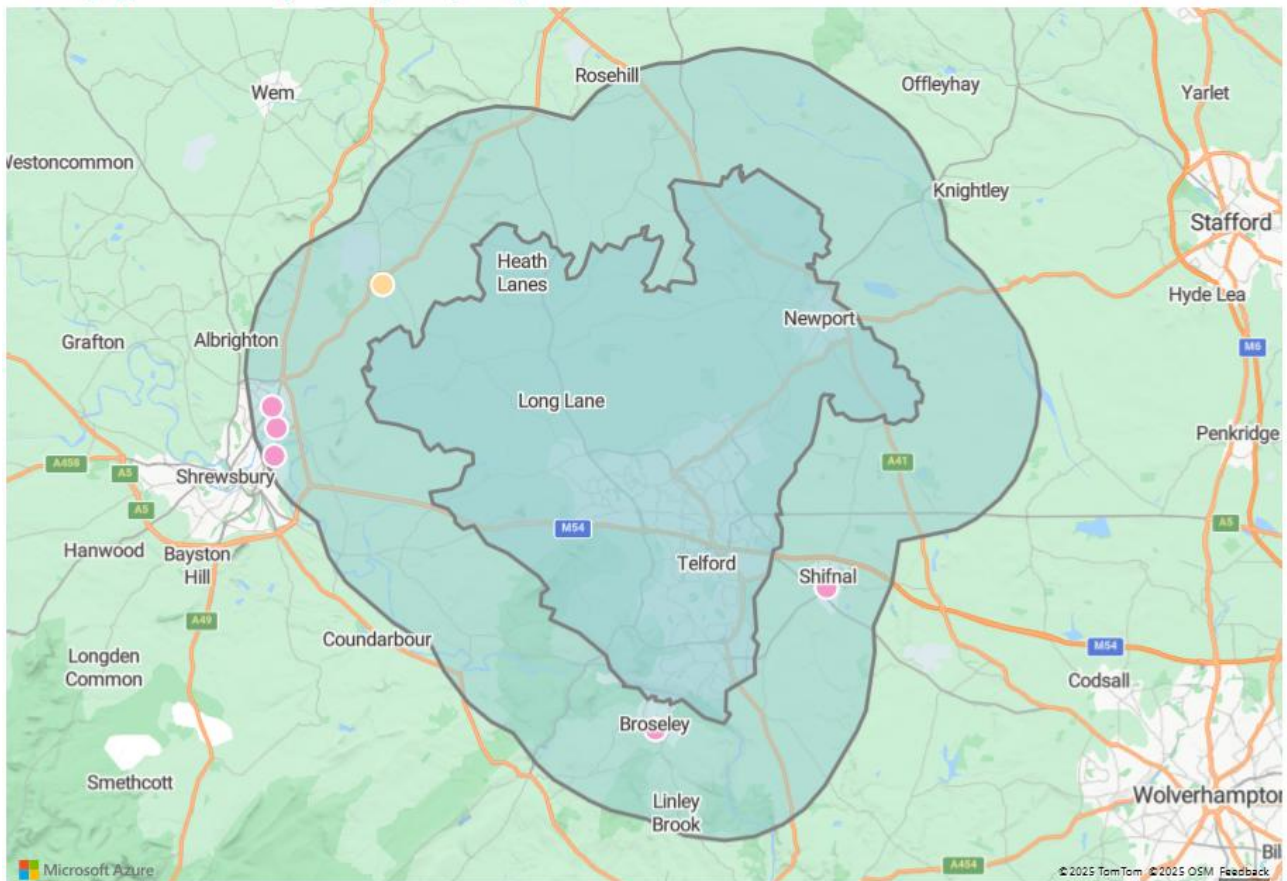 Rosehill
Offleyhay
Wem
Yarlet
Westoncommon
Knightley
Stafford
Heath
Lanes
Hyde Lea
Newport
Albrighton
Grafton
M6
Long Lane
Penkridge
A458
A5
Shrewsbury
A41
A5
A5
M54
Hanwood
Bayston
Hill
Telford
Shifnal
A49
Coundarbour
M54
Longden
Common
Codsall
Broseley
Smethcott
Linley
Brook
Wolverhampton
Microsoft Azure
A454
©2025 TomTom ©2025 OSM Feedback